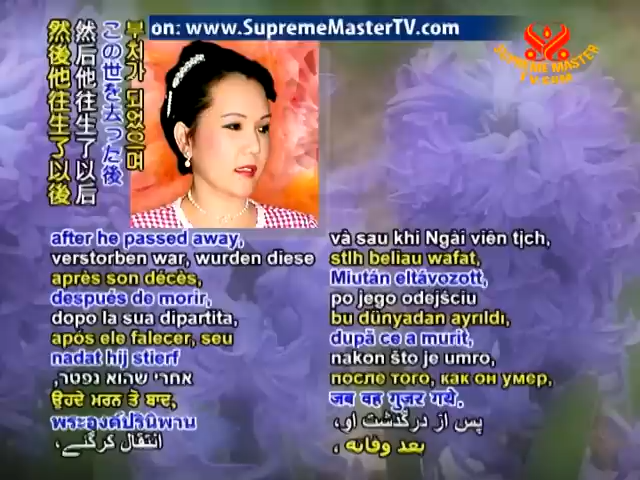 on: www.SupremeMasterTV.com
SUPREME MASTER
TV.COM
然後他往生了以後
然后他往生了以后
この世を去った後
부처가 되었으며
after he passed away,
verstorben war, wurden diese
après son décès,
después de morir,
dopo la sua dipartita,
após ele falecer, seu
nadat hij stierf
אחרי שהוא נפטר,
ਉਹਦੇ ਮਰਨ ਤੋਂ ਬਾਦ,
พระองค์ปรินิพาน
انتقال کرگئے،
và sau khi Ngài viên tịch,
stlh beliau wafat,
Miután eltávozott,
po jego odejściu
bu dünyadan ayrıldı,
după ce a murit,
nakon što je umro,
после того, как он умер,
जब वह गुज़र गये,
پس از درگذشت او،
بعد وفاته ،